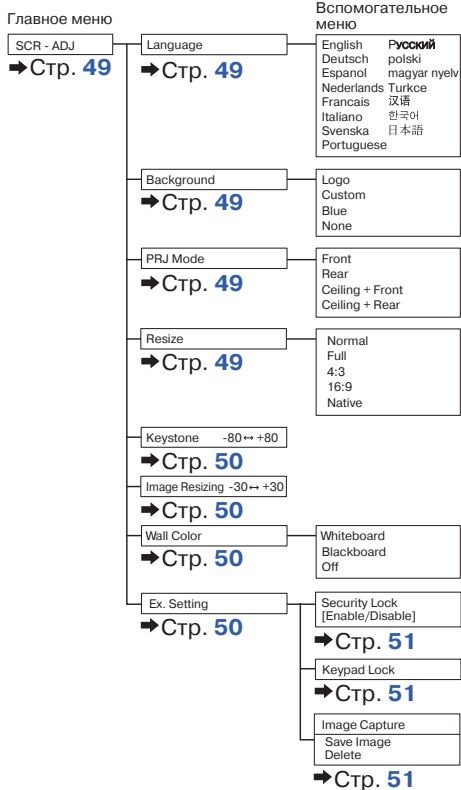 Главное меню
Вспомогательное
меню
SCR - ADJ
➡Стр. 49
Language
➡Стр. 49
English Русский
Deutsch polski
Espanol magyar nyelv
Nederlands Turkce
Francais 汉语
Italiano 한국어
Svenska 日本語
Portuguese
Background
➡Стр. 49
Logo
Custom
Blue
None
PRJ Mode
➡Стр. 49
Front
Rear
Ceiling + Front
Ceiling + Rear
Resize
➡Стр. 49
Normal
Full
4:3
16:9
Native
Keystone -80↔+80
➡Стр. 50
Image Resizing -30↔+30
➡Стр. 50
Wall Color
➡Стр. 50
Whiteboard
Blackboard
Off
Ex. Setting
➡Стр. 50
Security Lock
[Enable/Disable]
➡Стр. 51
Keypad Lock
➡Стр. 51
Image Capture
Save Image
Delete
➡Стр. 51